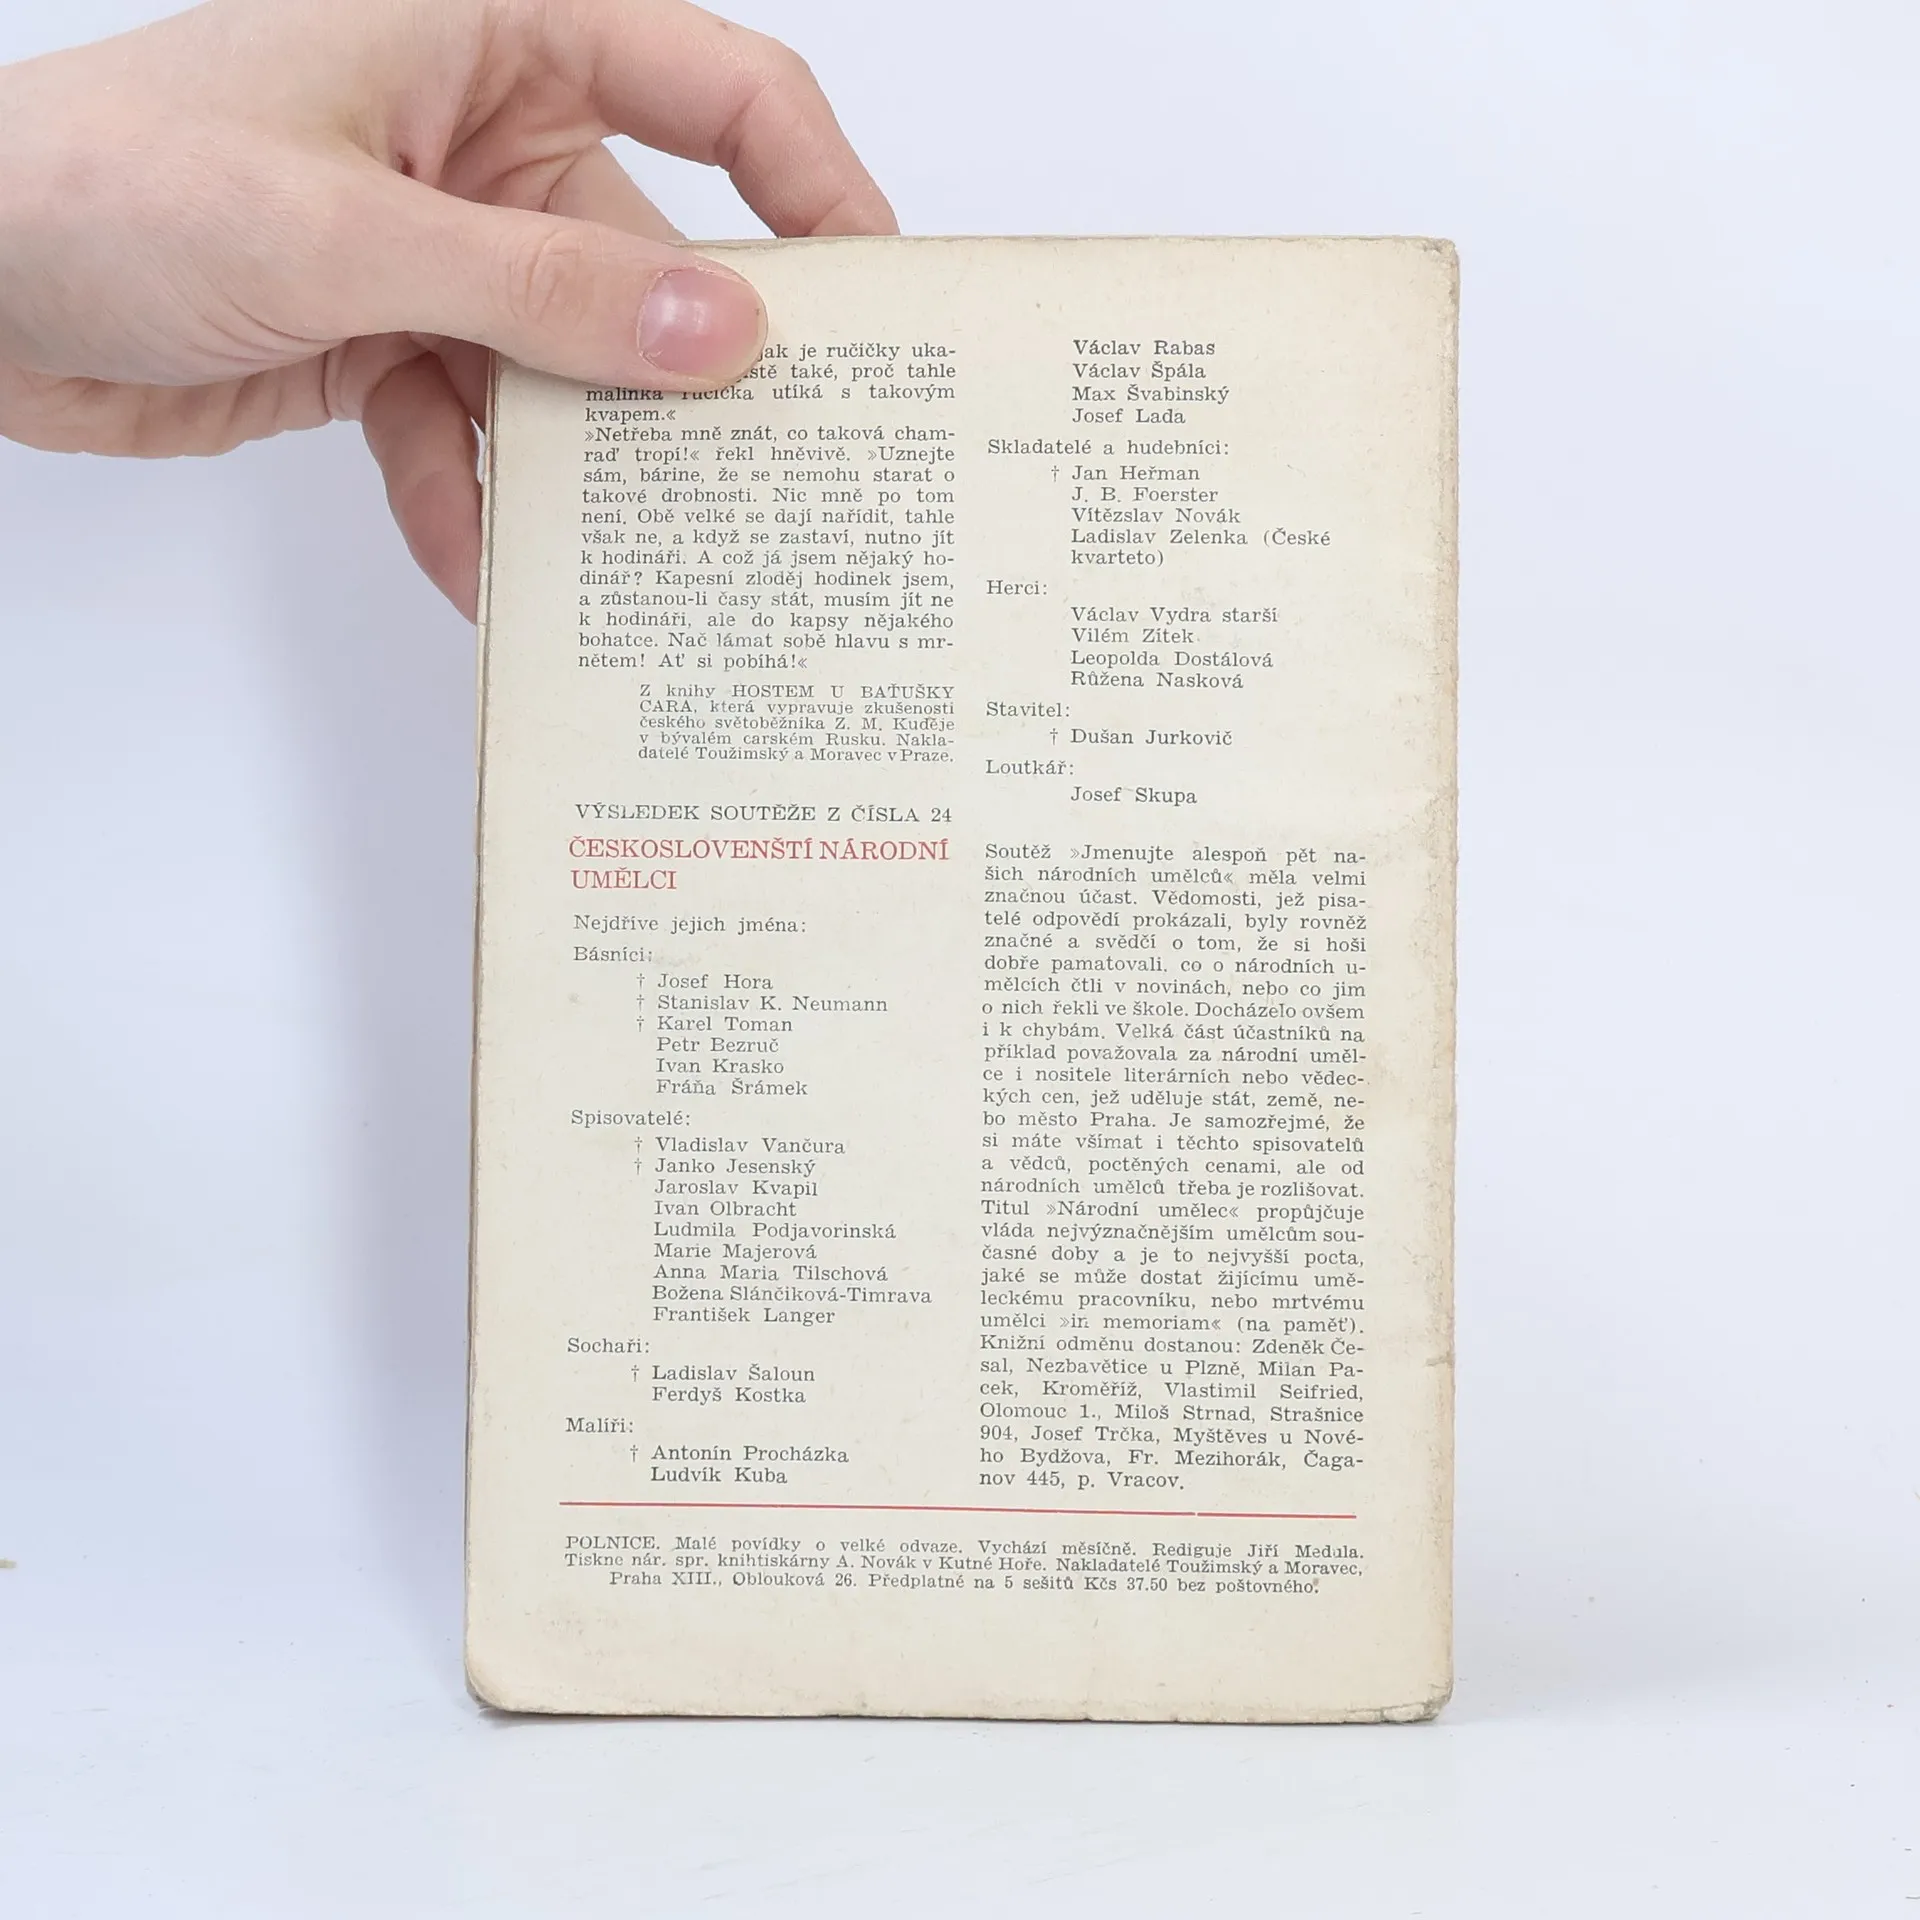 jak je ručičky uka-
také, proč tahle
malinká ručička utíká s takovým
kvapem.«
»Netřeba mně znát, co taková cham-
raď tropí!« řekl hněvivě. »Uznejte
sám, bárine, že se nemohu starat o
takové drobnosti. Nic mně po tom
není. Obě velké se dají nařídit, tahle
však ne, a když se zastaví, nutno jít
k hodináři. A což já jsem nějaký ho-
dinář? Kapesní zloděj hodinek jsem,
a zůstanou-li časy stát, musím jít ne
k hodináři, ale do kapsy nějakého
bohatce. Nač lámat sobě hlavu s mr-
nětem! Ať si pobíhá!«
Z knihy HOSTEM U BAŤUŠKY
CARA, která vypravuje zkušenosti
českého světoběžníka Z. M. Kuděje
v bývalém carském Rusku. Nakla-
datelé Toužimský a Moravec v Praze.
VÝSLEDEK SOUTĚŽE Z ČÍSLA 24
ČESKOSLOVENŠTÍ NÁRODNÍ
UMĚLCI
Nejdříve jejich jména:
Básníci:
† Josef Hora
† Stanislav K. Neumann
† Karel Toman
Petr Bezruč
Ivan Krasko
Fráňa Šrámek
Spisovatelé:
† Vladislav Vančura
† Janko Jesenský
Jaroslav Kvapil
Ivan Olbracht
Ludmila Podjavorinská
Marie Majerová
Anna Maria Tilschová
Božena Slánčiková-Timrava
František Langer
Sochaři:
† Ladislav Šaloun
Ferdyš Kostka
Malíři:
† Antonín Procházka
Ludvík Kuba
Václav Rabas
Václav Špála
Max Švabinský
Josef Lada
Skladatelé a hudebníci:
† Jan Heřman
J. B. Foerster
Vítězslav Novák
Ladislav Zelenka (České
kvarteto)
Herci:
Václav Vydra starší
Vilém Zítek
Leopolda Dostálová
Růžena Nasková
Stavitel:
† Dušan Jurkovič
Loutkář:
Josef Skupa
Soutěž »Jmenujte alespoň pět na-
šich národních umělců« měla velmi
značnou účast. Vědomosti, jež pisa-
telé odpovědí prokázali, byly rovněž
značné a svědčí o tom, že si hoši
dobře pamatovali, co o národních u-
mělcích čtli v novinách, nebo co jim
o nich řekli ve škole. Docházelo ovšem
i k chybám. Velká část účastníků na
příklad považovala za národní uměl-
ce i nositele literárních nebo vědec-
kých cen, jež uděluje stát, země, ne-
bo město Praha. Je samozřejmé, že
si máte všímat i těchto spisovatelů
a vědců, poctěných cenami, ale od
národních umělců třeba je rozlišovat.
Titul »Národní umělec« propůjčuje
vláda nejvýznačnějším umělcům sou-
časné doby a je to nejvyšší pocta,
jaké se může dostat žijícímu umě-
leckému pracovníku, nebo mrtvému
umělci »in memoriam« (na paměť).
Knižní odměnu dostanou: Zdeněk Če-
sal, Nezbavětice u Plzně, Milan Pa-
cek, Kroměříž, Vlastimil Seifried,
Olomouc 1., Miloš Strnad, Strašnice
904, Josef Trčka, Myštěves u Nové-
ho Bydžova, Fr. Mezihorák, Čaga-
nov 445, p. Vracov.
POLNICE. Malé povídky o velké odvaze. Vychází měsíčně. Rediguje Jiří Medula.
Tiskne nár. spr. knihtiskárny A. Novák v Kutné Hoře. Nakladatelé Toužimský a Moravec,
Praha XIII., Oblouková 26. Předplatné na 5 sešitů Kčs 37.50 bez poštovného.